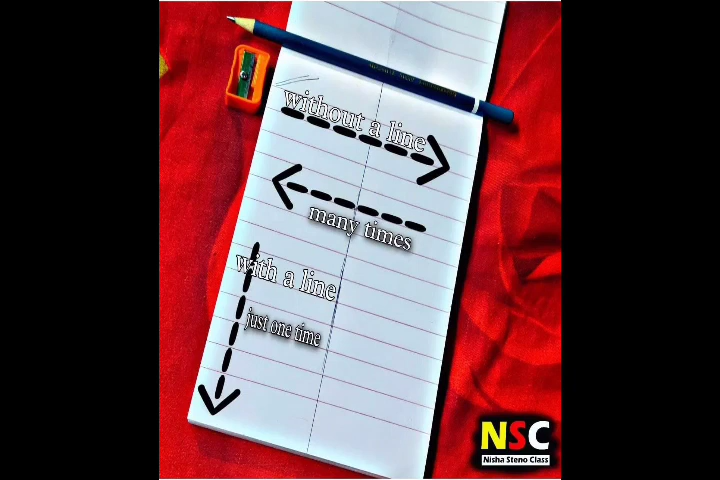 without a line
many times
with a line
just one time
NSC
Nisha Steno Class